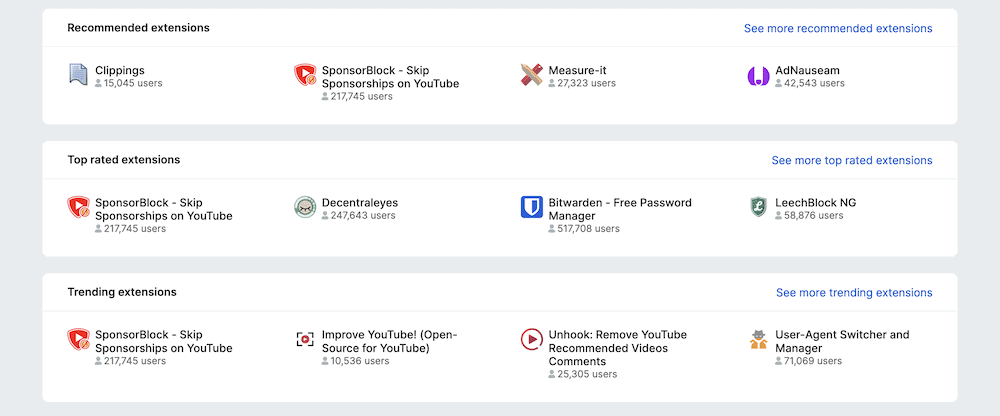 Recommended extensions
See more recommended extensions
Clippings
15,045 users
SponsorBlock - Skip
Sponsorships on YouTube
217,745 users
Measure-it
27,323 users
AdNauseam
42,543 users
Top rated extensions
See more top rated extensions
SponsorBlock - Skip
Sponsorships on YouTube
217,745 users
Decentraleyes
247,643 users
Bitwarden - Free Password
Manager
517,708 users
LeechBlock NG
58,876 users
Trending extensions
See more trending extensions
SponsorBlock - Skip
Sponsorships on YouTube
217,745 users
Improve YouTube! (Open-
Source for YouTube)
10,536 users
Unhook: Remove YouTube
Recommended Videos
Comments
25,305 users
User-Agent Switcher and
Manager
71,069 users